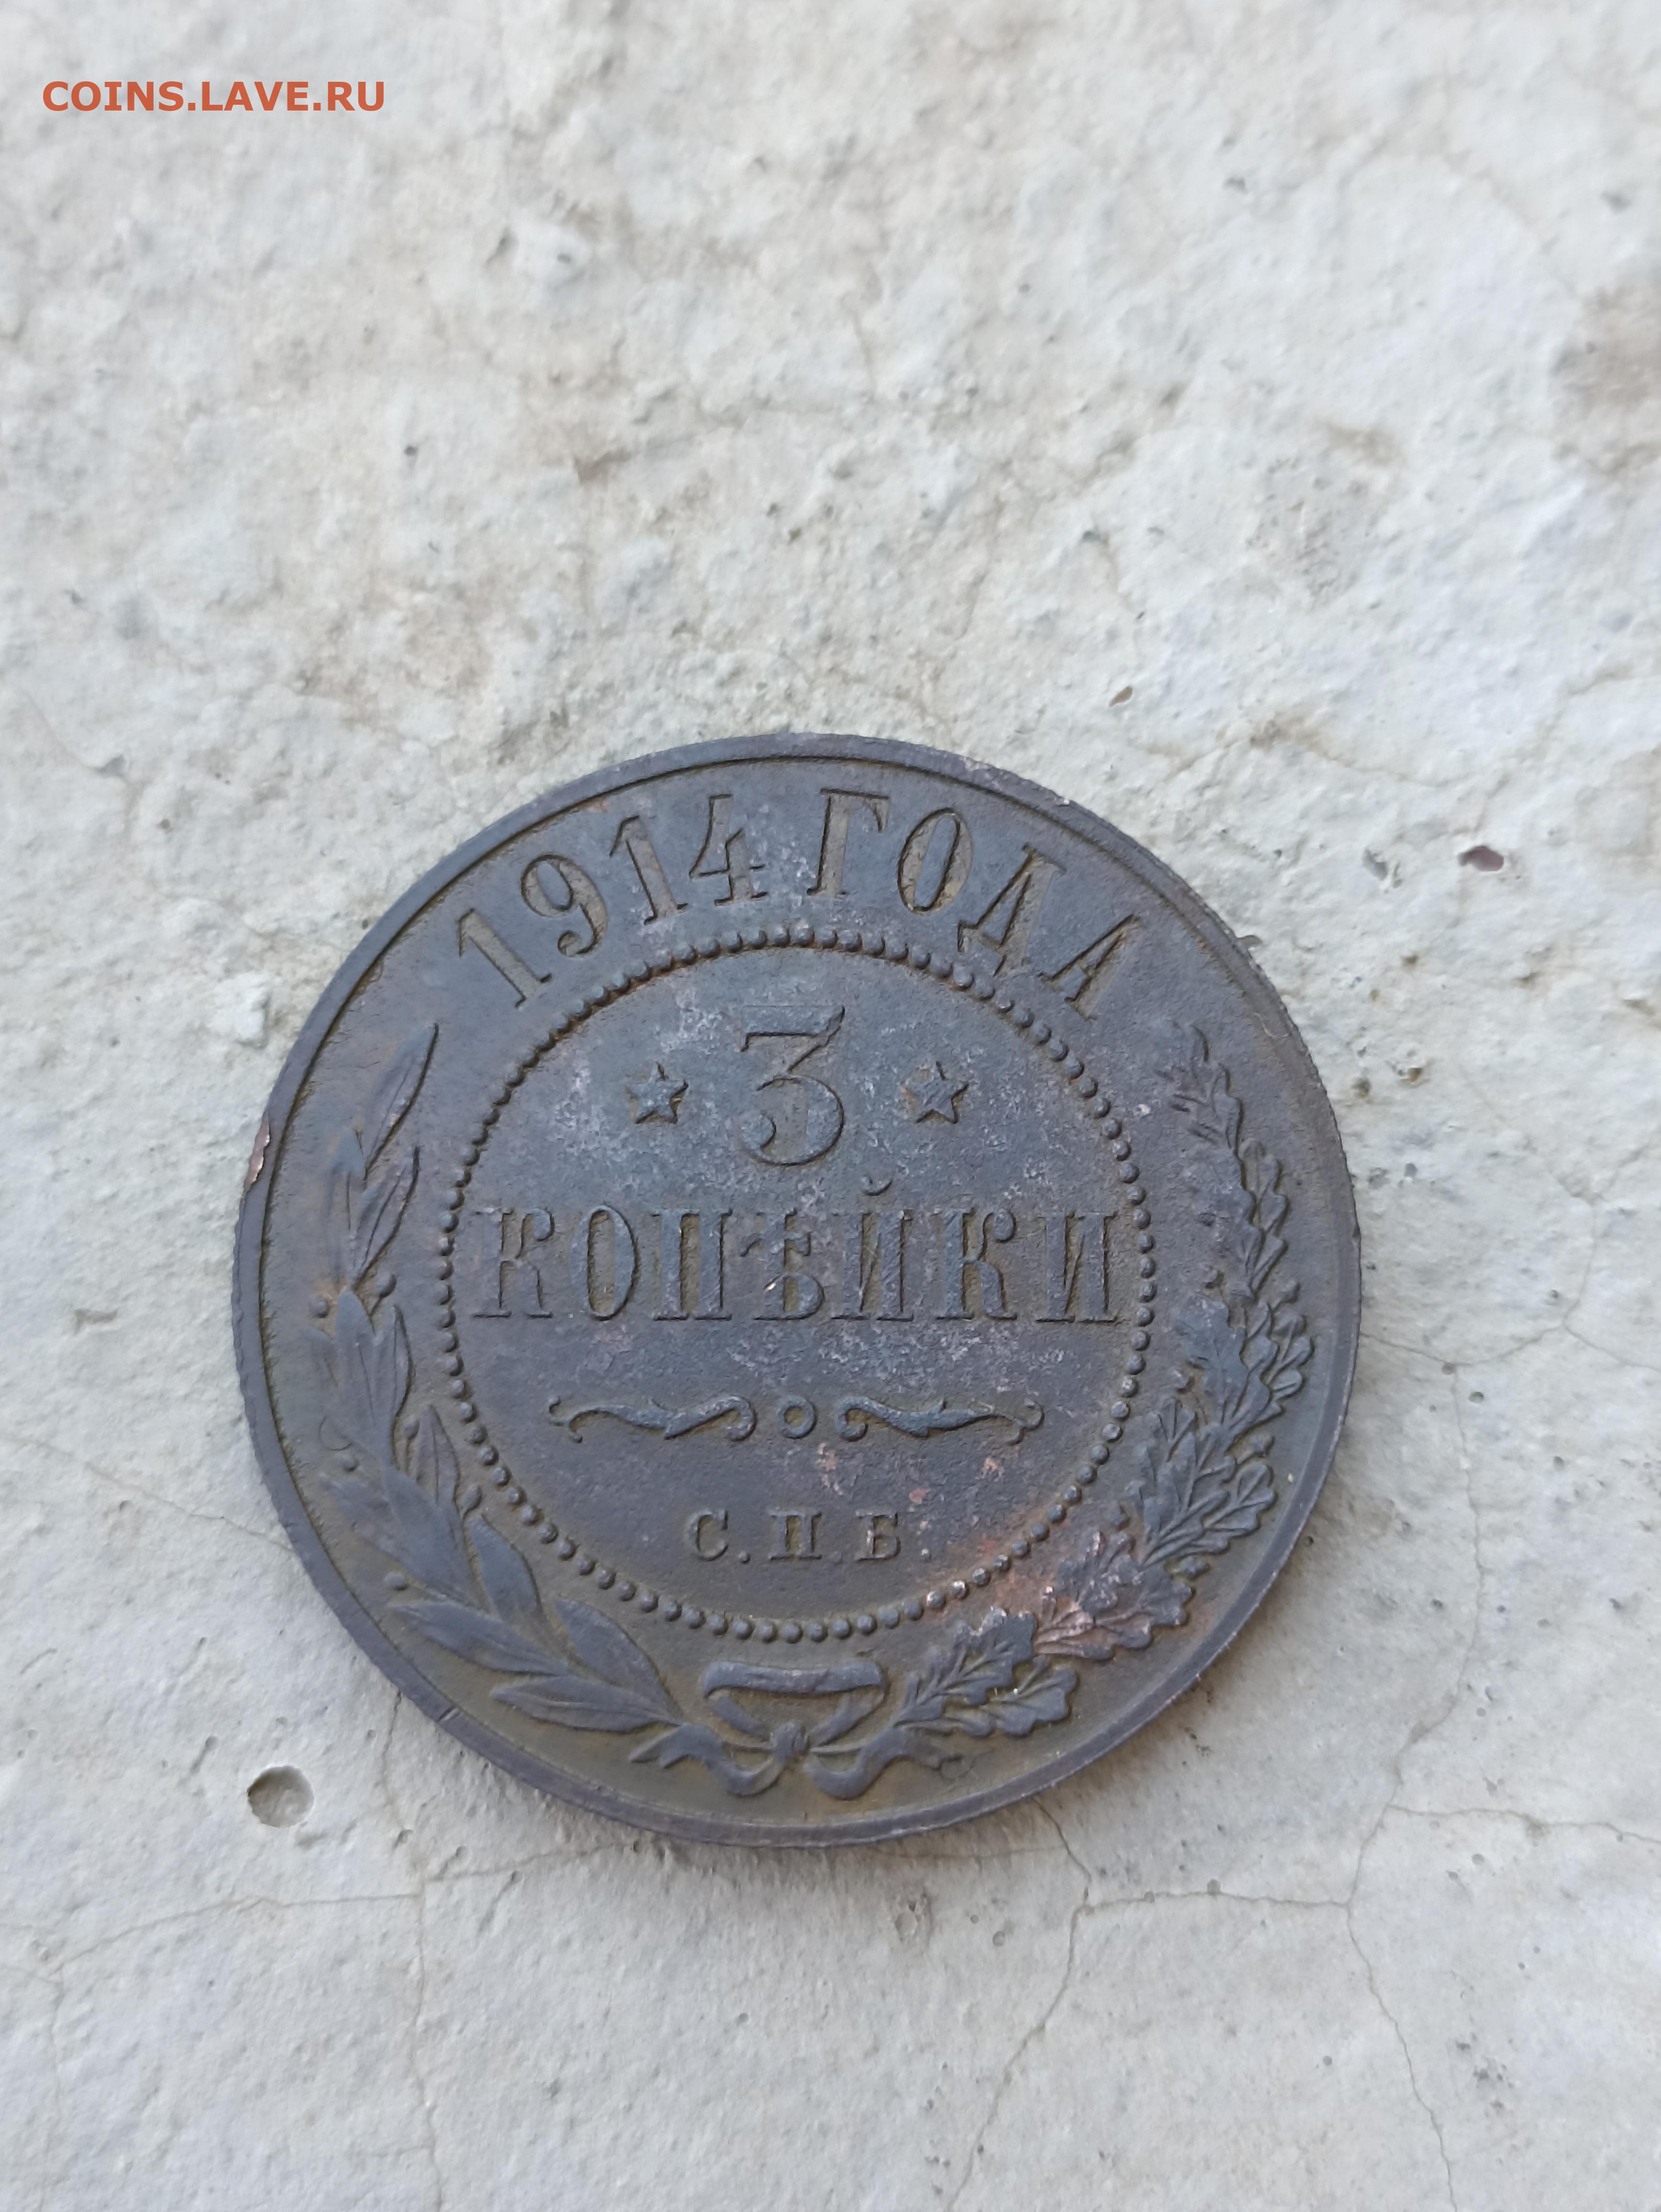 COINS.LAVE.RU
1914 ГОДА
3
КОПѢЙКИ
С.П.Б.